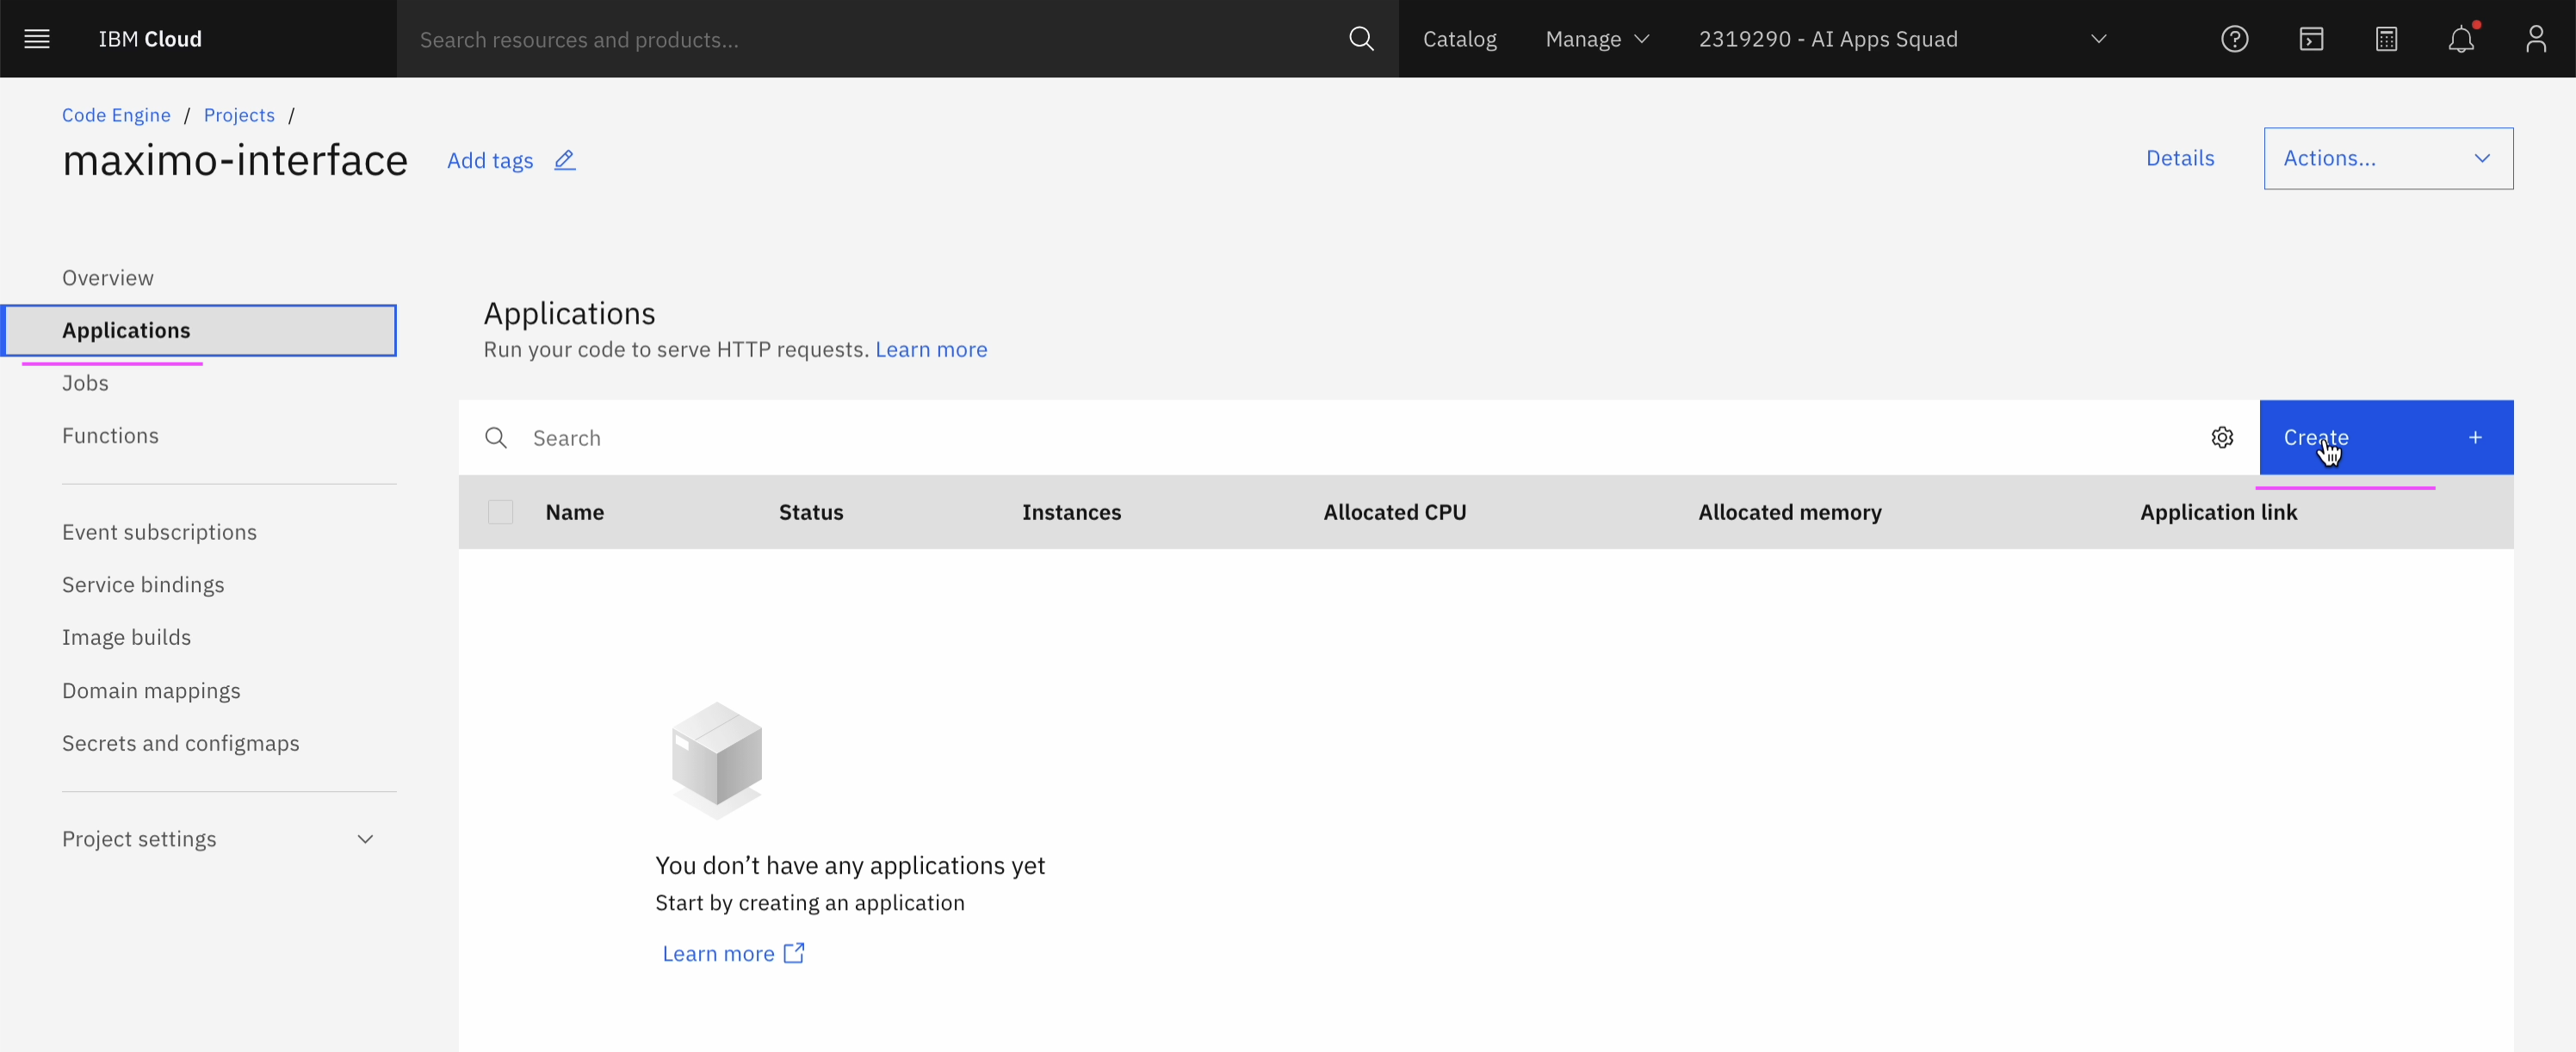 IBM Cloud
Search resources and products...
Catalog
Manage
2319290 - AI Apps Squad
Code Engine / Projects /
maximo-interface
Add tags
Details
Actions...
Overview
Applications
Jobs
Functions
Event subscriptions
Service bindings
Image builds
Domain mappings
Secrets and configmaps
Project settings
Applications
Run your code to serve HTTP requests. Learn more
Search
Create +
Name Status Instances Allocated CPU Allocated memory Application link
You don’t have any applications yet
Start by creating an application
Learn more